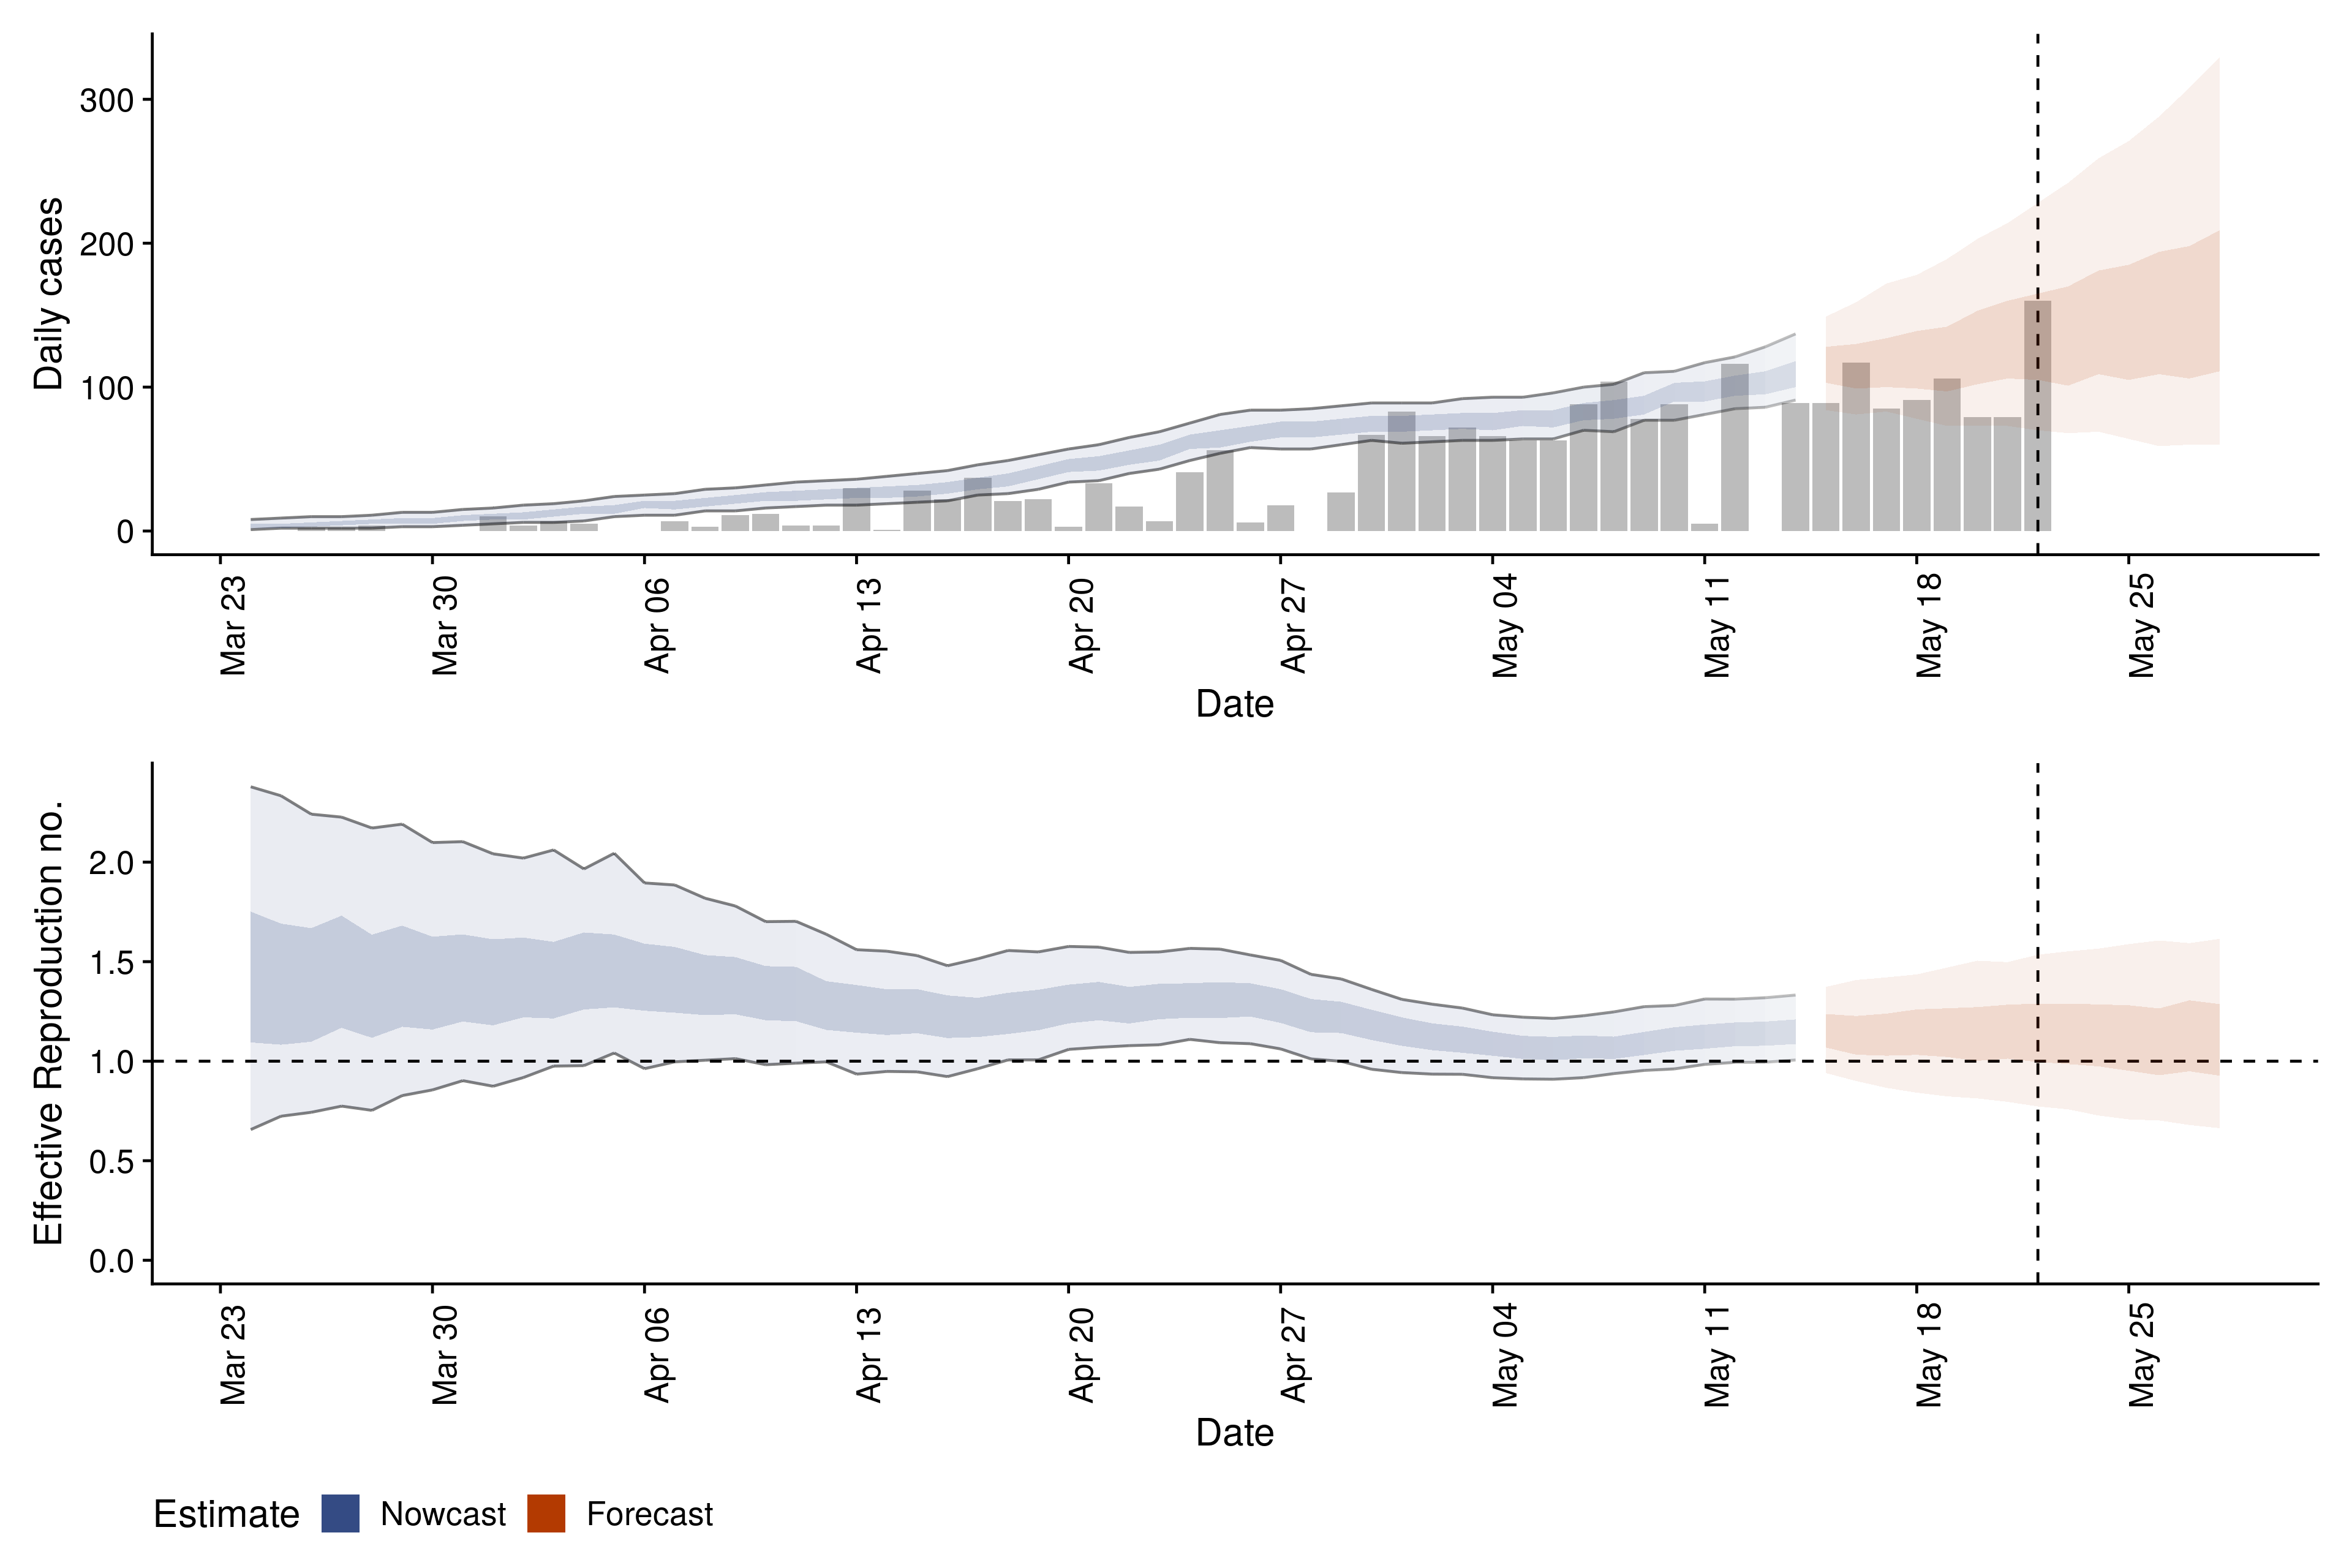 Daily cases
300
200
100
0
Mar 23
Mar 30
Apr 06
Apr 13
Apr 20
Apr 27
May 04
May 11
May 18
May 25
Date
Effective Reproduction no.
2.0
1.5
1.0
0.5
0.0
Mar 23
Mar 30
Apr 06
Apr 13
Apr 20
Apr 27
May 04
May 11
May 18
May 25
Date
Estimate Nowcast Forecast